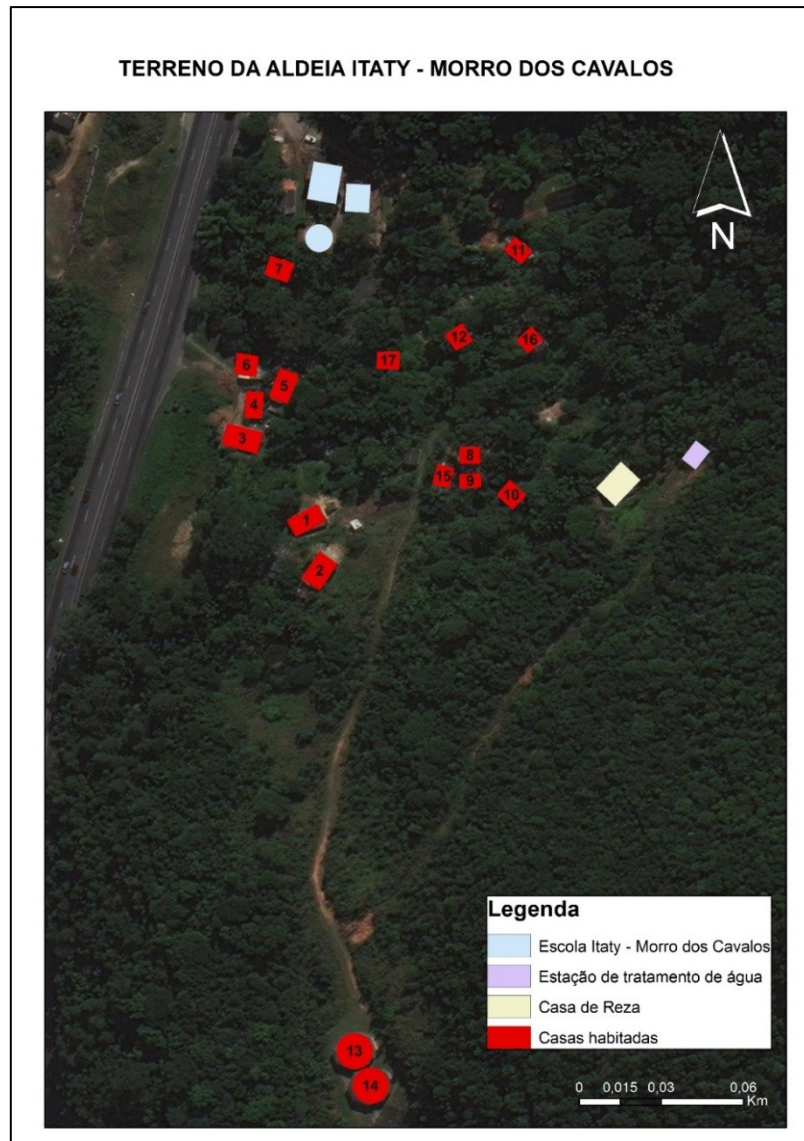 TERRENO DA ALDEIA ITATY - MORRO DOS CAVALOS
N
11
7
12
16
17
6
5
4
3
8
15
9
10
1
2
13
14
Legenda
Escola Itaty - Morro dos Cavalos
Estação de tratamento de água
Casa de Reza
Casas habitadas
0 0,015 0,03 0,06
Km